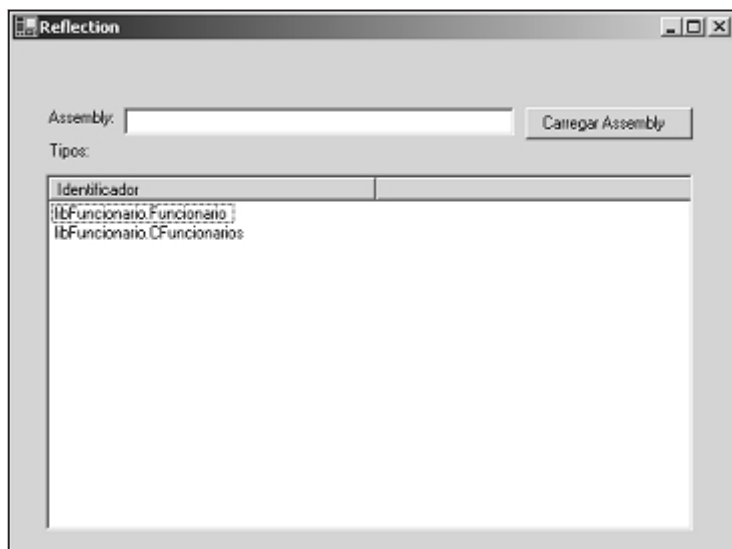 Reflection
Assembly:
Carregar Assembly
Tipos:
Identificador
libFuncionario.Funcionario
libFuncionario.CFuncionarios